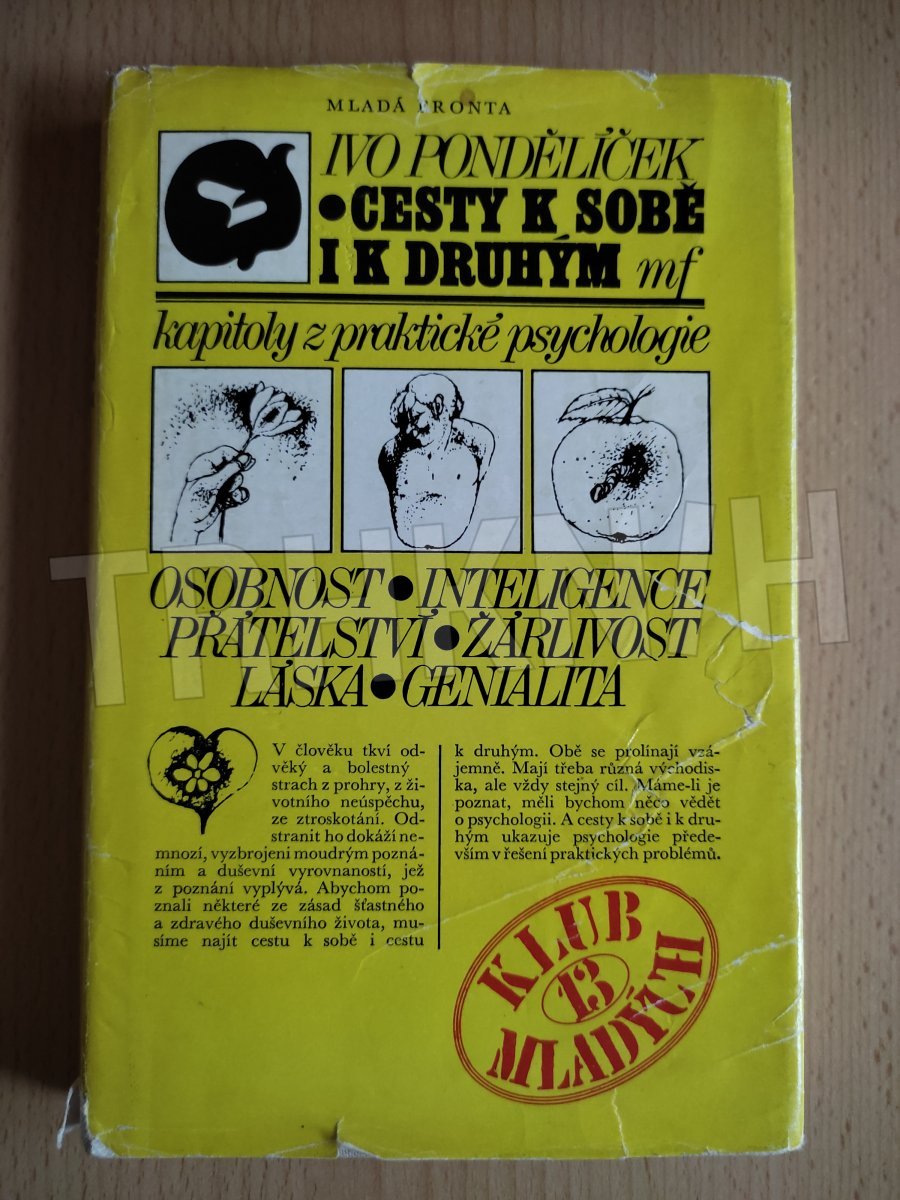 MLADÁ FRONTA
IVO PONDĚLÍČEK
•CESTY K SOBĚ
I K DRUHÝM mf
kapitoly z praktické psychologie
OSOBNOST • INTELIGENCE
PŘÁTELSTVÍ • ŽÁRLIVOST
LÁSKA • GENIALITA
V člověku tkví od-
věký a bolestný
strach z prohry, z ži-
votního neúspěchu,
ze ztroskotání. Od-
stranit ho dokáží ne-
mnozí, vyzbrojeni moudrým pozná-
ním a duševní vyrovnaností, jež
z poznání vyplývá. Abychom po-
znali některé ze zásad šťastného
a zdravého duševního života, mu-
síme najít cestu k sobě i cestu
k druhým. Obě se prolínají vzá-
jemně. Mají třeba různá východis-
ka, ale vždy stejný cíl. Máme-li je
poznat, měli bychom něco vědět
o psychologii. A cesty k sobě i k dru-
hým ukazuje psychologie přede-
vším v řešení praktických problémů.
KLUB
13
MLADÝCH
TRHKNIH